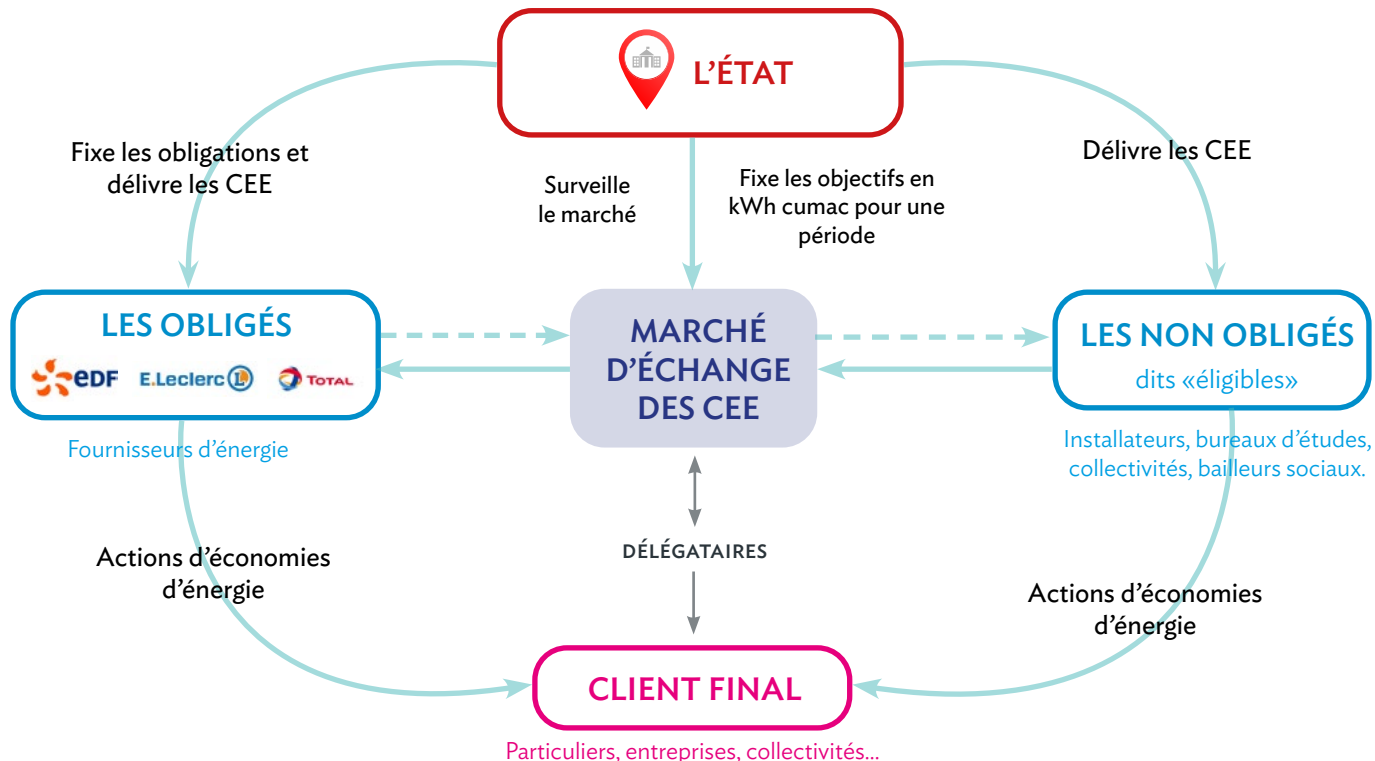 L'ÉTAT
Fixe les obligations et
délivre les CEE
Surveille
le marché
Fixe les objectifs en
kWh cumac pour une
période
Délivre les CEE
LES OBLIGÉS
eDF E.Leclerc L TOTAL
Fournisseurs d'énergie
MARCHÉ
D'ÉCHANGE
DES CEE
LES NON OBLIGÉS
dits «éligibles»
Installateurs, bureaux d'études,
collectivités, bailleurs sociaux.
Actions d'économies
d'énergie
DÉLÉGATAIRES
Actions d'économies
d'énergie
CLIENT FINAL
Particuliers, entreprises, collectivités...